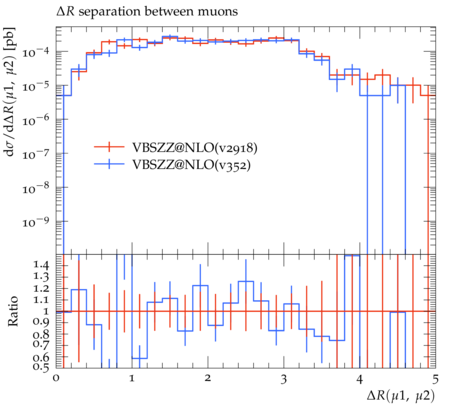 ΔR separation between muons
dσ/dΔR(μ1, μ2) [pb]
10⁻⁴
10⁻⁵
10⁻⁶
10⁻⁷
10⁻⁸
10⁻⁹
VBSZZ@NLO(v2918)
VBSZZ@NLO(v352)
Ratio
1.4
1.3
1.2
1.1
1
0.9
0.8
0.7
0.6
0.5
0 1 2 3 4 5
ΔR(μ1, μ2)